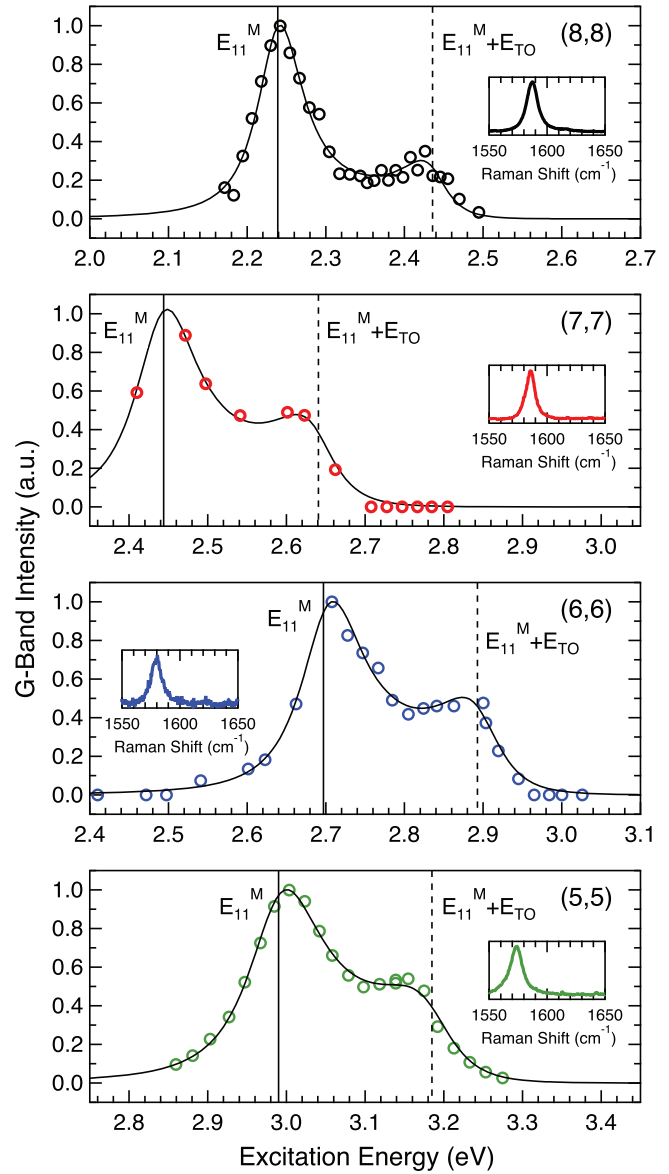 G-Band Intensity (a.u.)
E11^M
E11^M+ETO
(8,8)
1.0
0.8
0.6
0.4
0.2
0.0
1550 1600 1650
Raman Shift (cm-1)
2.0 2.1 2.2 2.3 2.4 2.5 2.6 2.7
E11^M
E11^M+ETO
(7,7)
1.0
0.8
0.6
0.4
0.2
0.0
1550 1600 1650
Raman Shift (cm-1)
2.4 2.5 2.6 2.7 2.8 2.9 3.0
E11^M
E11^M+ETO
(6,6)
1.0
0.8
0.6
0.4
0.2
0.0
1550 1600 1650
Raman Shift (cm-1)
2.4 2.5 2.6 2.7 2.8 2.9 3.0 3.1
E11^M
E11^M+ETO
(5,5)
1.0
0.8
0.6
0.4
0.2
0.0
1550 1600 1650
Raman Shift (cm-1)
2.8 2.9 3.0 3.1 3.2 3.3 3.4
Excitation Energy (eV)